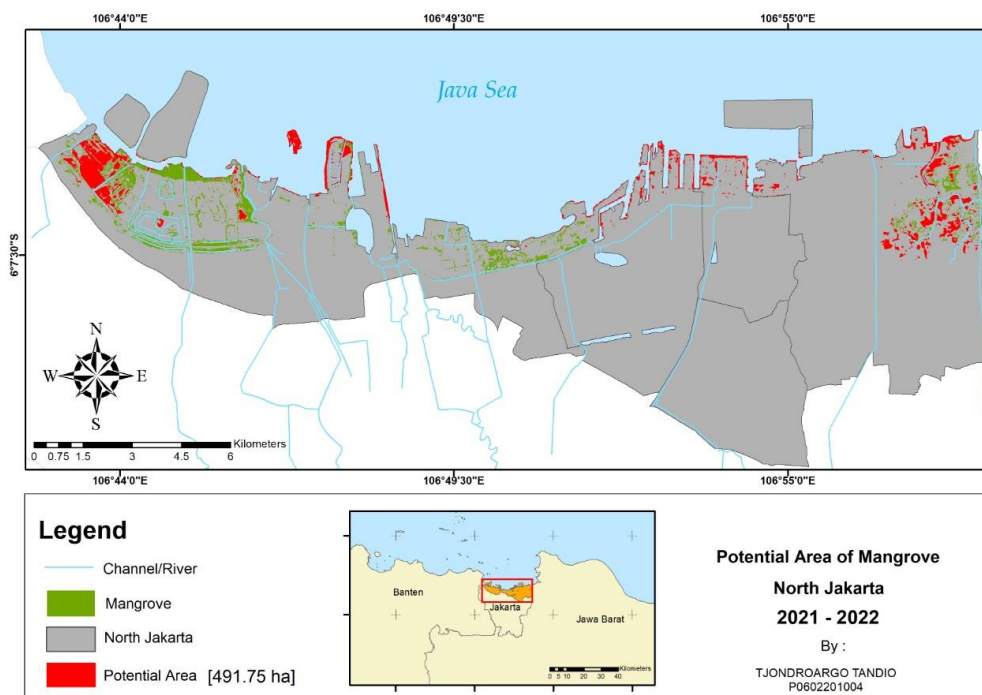 106°44'0"E 106°49'30"E 106°55'0"E
Java Sea
6°7'30"S
6°7'30"S
N
W E
S
Kilometers
0 0.75 1.5 3 4.5 6
106°44'0"E 106°49'30"E 106°55'0"E
Legend
Channel/River
Mangrove
North Jakarta
Potential Area [491.75 ha]
Banten
Jakarta
Jawa Barat
Kilometers
0 5 10 20 30 40
Potential Area of Mangrove
North Jakarta
2021 - 2022
By :
TJONDROARGO TANDIO
P0602201004